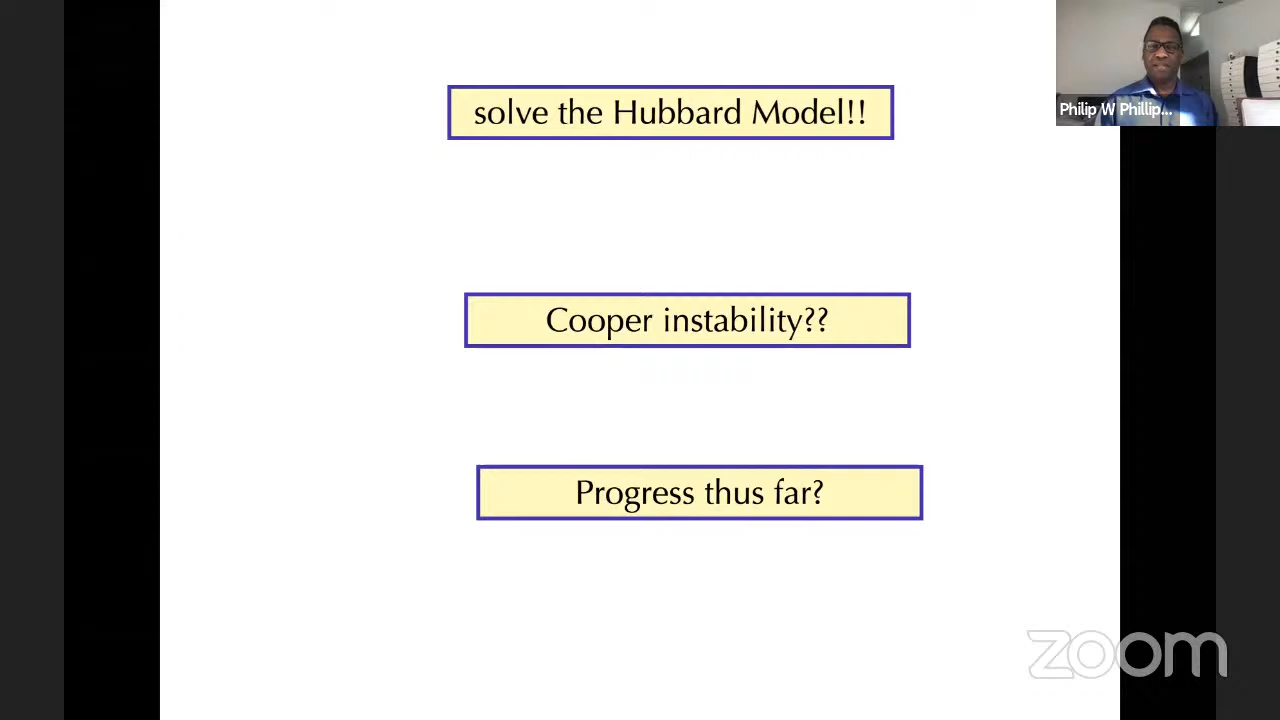 solve the Hubbard Model!!
Philip W Phillip...
Cooper instability??
Progress thus far?
zoom